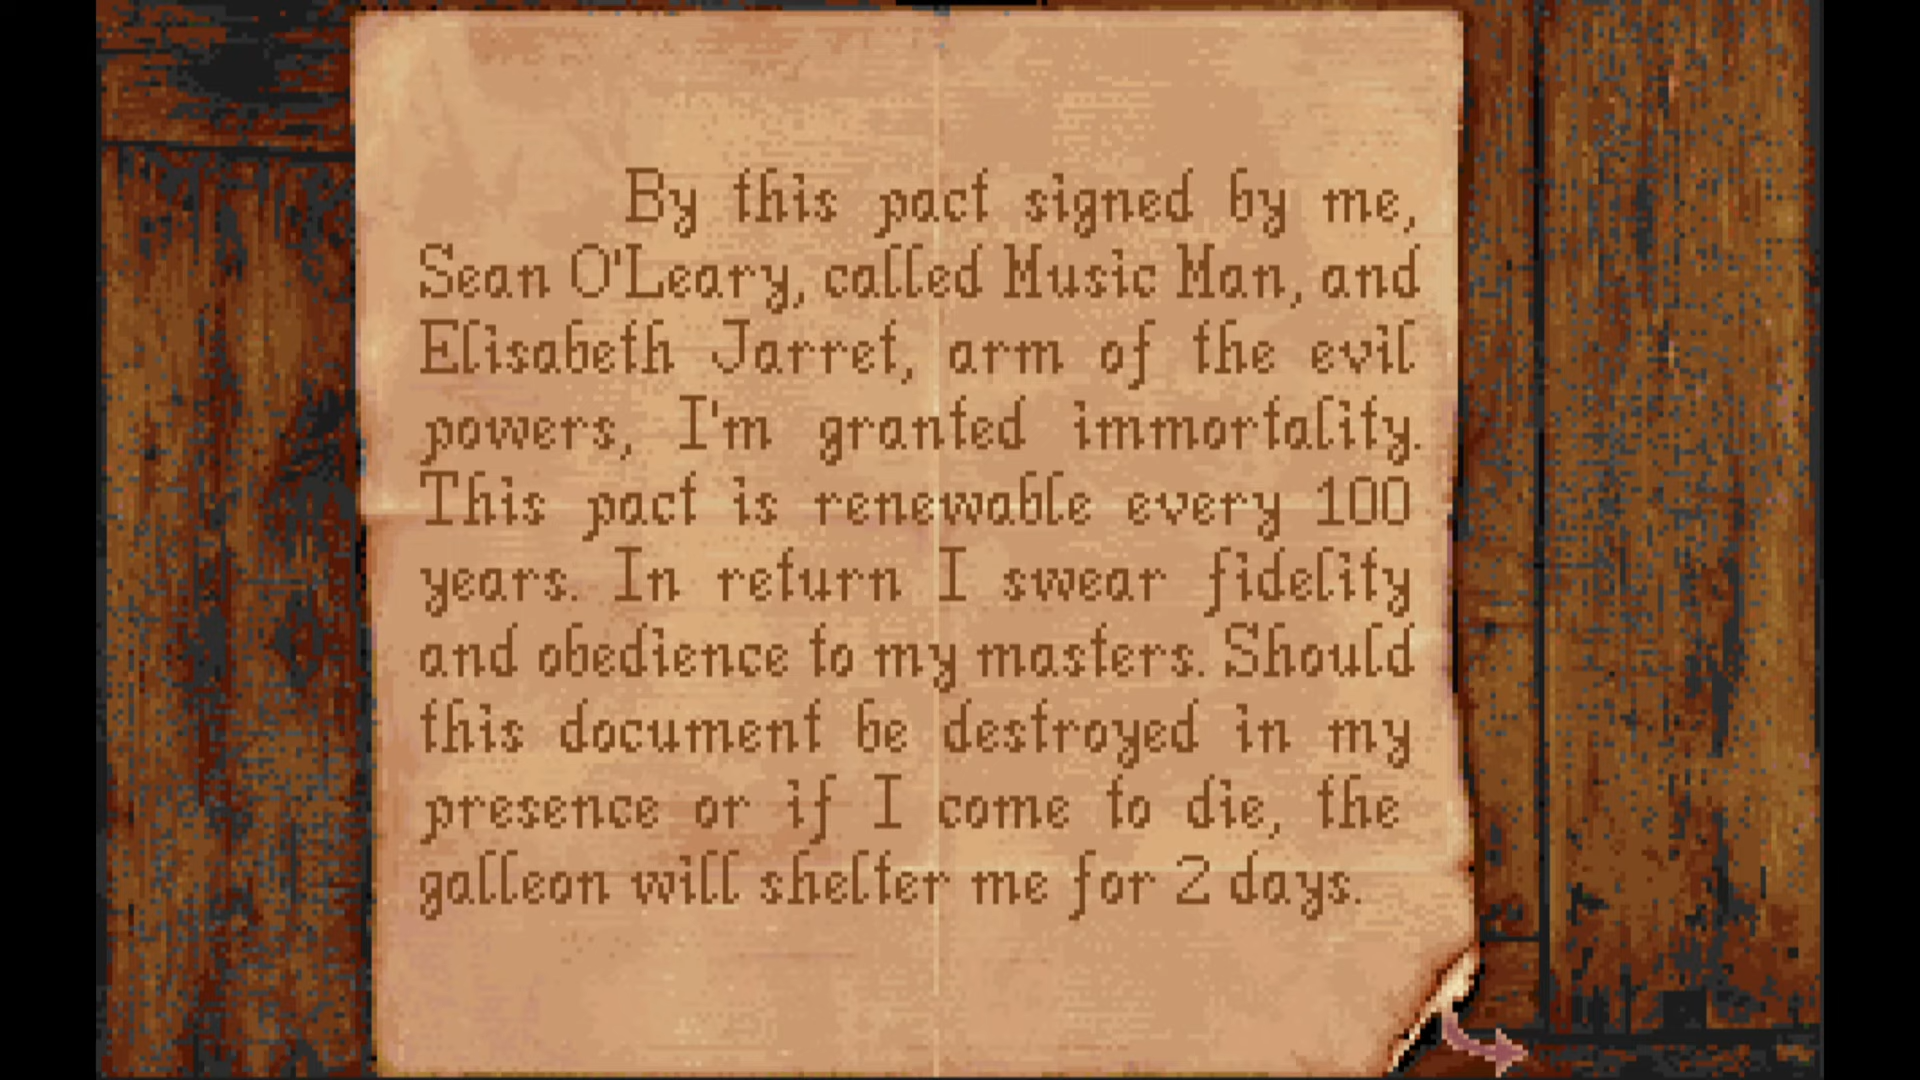 By this pact signed by me,
Sean O'Leary, called Music Man, and
Elisabeth Jarret, arm of the evil
powers, I'm granted immortality.
This pact is renewable every 100
years. In return I swear fidelity
and obedience to my masters. Should
this document be destroyed in my
presence or if I come to die, the
galleon will shelter me for 2 days.